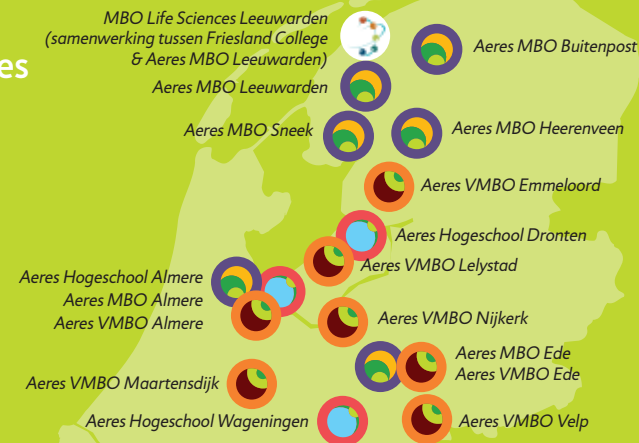 MBO Life Sciences Leeuwarden
(samenwerking tussen Friesland College
& Aeres MBO Leeuwarden)
Aeres MBO Buitenpost
es
Aeres MBO Leeuwarden
Aeres MBO Sneek
Aeres MBO Heerenveen
Aeres VMBO Emmeloord
Aeres Hogeschool Dronten
Aeres VMBO Lelystad
Aeres Hogeschool Almere
Aeres MBO Almere
Aeres VMBO Almere
Aeres VMBO Nijkerk
Aeres MBO Ede
Aeres VMBO Ede
Aeres VMBO Maartensdijk
Aeres Hogeschool Wageningen
Aeres VMBO Velp